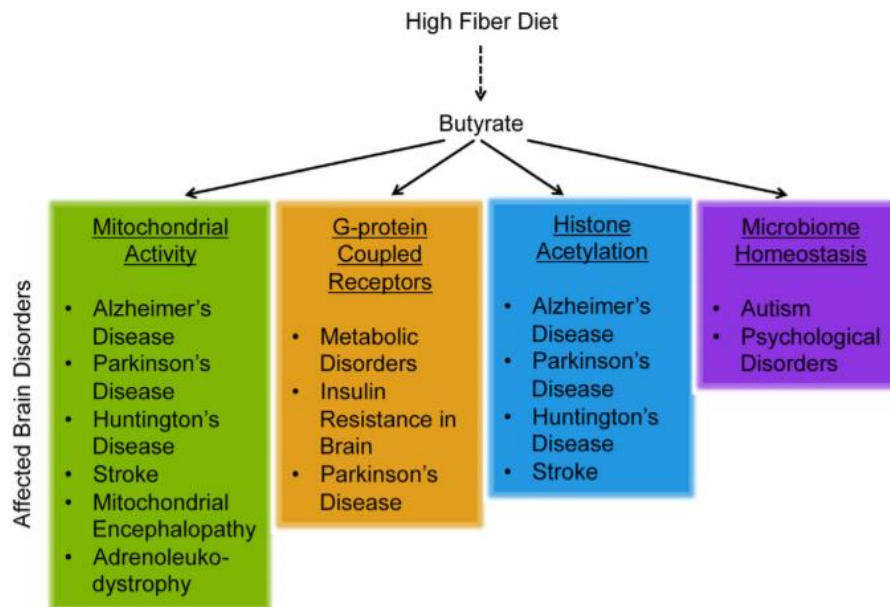 High Fiber Diet
Butyrate
Affected Brain Disorders
Mitochondrial
Activity
• Alzheimer's
Disease
• Parkinson's
Disease
• Huntington's
Disease
• Stroke
• Mitochondrial
Encephalopathy
• Adrenoleuko-
dystrophy
G-protein
Coupled
Receptors
• Metabolic
Disorders
• Insulin
Resistance in
Brain
• Parkinson's
Disease
Histone
Acetylation
• Alzheimer's
Disease
• Parkinson's
Disease
• Huntington's
Disease
• Stroke
Microbiome
Homeostasis
• Autism
• Psychological
Disorders